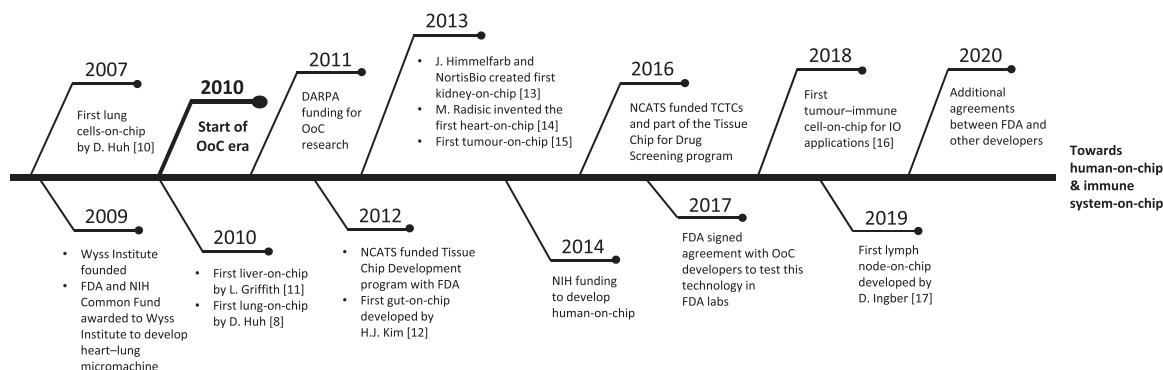 2007
First lung
cells-on-chip
by D. Huh [10]
2010
Start of
OoC era
2011
DARPA
funding for
OoC
research
2013
• J. Himmelfarb and
NortisBio created first
kidney-on-chip [13]
• M. Radisic invented the
first heart-on-chip [14]
• First tumour-on-chip [15]
2016
NCATS funded TCTCs
and part of the Tissue
Chip for Drug
Screening program
2018
First
tumour–immune
cell-on-chip for IO
applications [16]
2020
Additional
agreements
between FDA and
other developers
Towards
human-on-chip
& immune
system-on-chip
2009
• Wyss Institute
founded
• FDA and NIH
Common Fund
awarded to Wyss
Institute to develop
heart–lung
micromachine
2010
• First liver-on-chip
by L. Griffith [11]
• First lung-on-chip
by D. Huh [8]
2012
• NCATS funded Tissue
Chip Development
program with FDA
• First gut-on-chip
developed by
H.J. Kim [12]
2014
NIH funding
to develop
human-on-chip
2017
FDA signed
agreement with OoC
developers to test this
technology in
FDA labs
2019
First lymph
node-on-chip
developed by
D. Ingber [17]